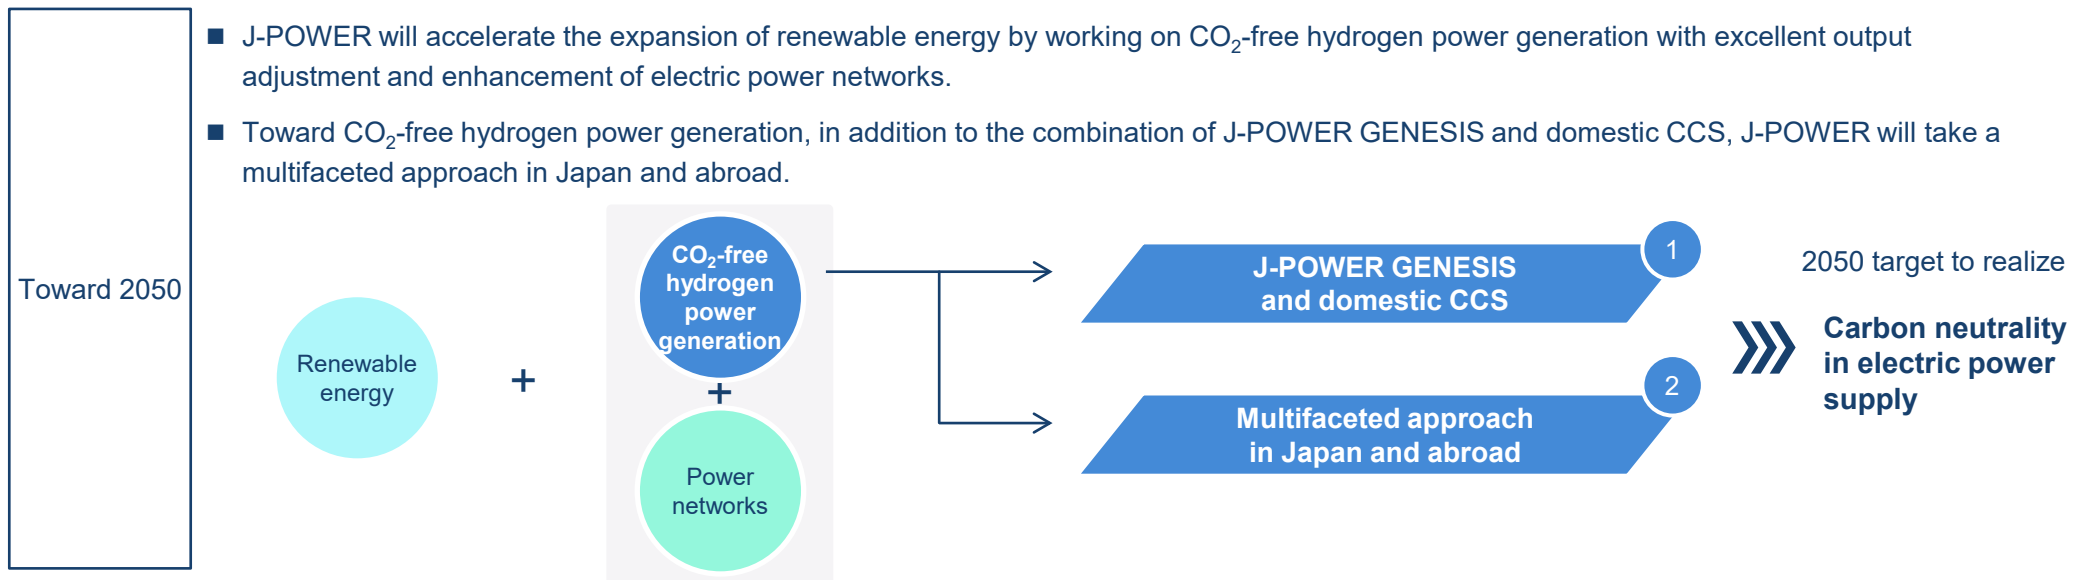 Toward 2050
■ J-POWER will accelerate the expansion of renewable energy by working on CO₂-free hydrogen power generation with excellent output
adjustment and enhancement of electric power networks.
■ Toward CO₂-free hydrogen power generation, in addition to the combination of J-POWER GENESIS and domestic CCS, J-POWER will take a
multifaceted approach in Japan and abroad.
Renewable
energy
+
CO₂-free
hydrogen
power
generation
+
Power
networks
1
J-POWER GENESIS
and domestic CCS
2
Multifaceted approach
in Japan and abroad
2050 target to realize
Carbon neutrality
in electric power
supply